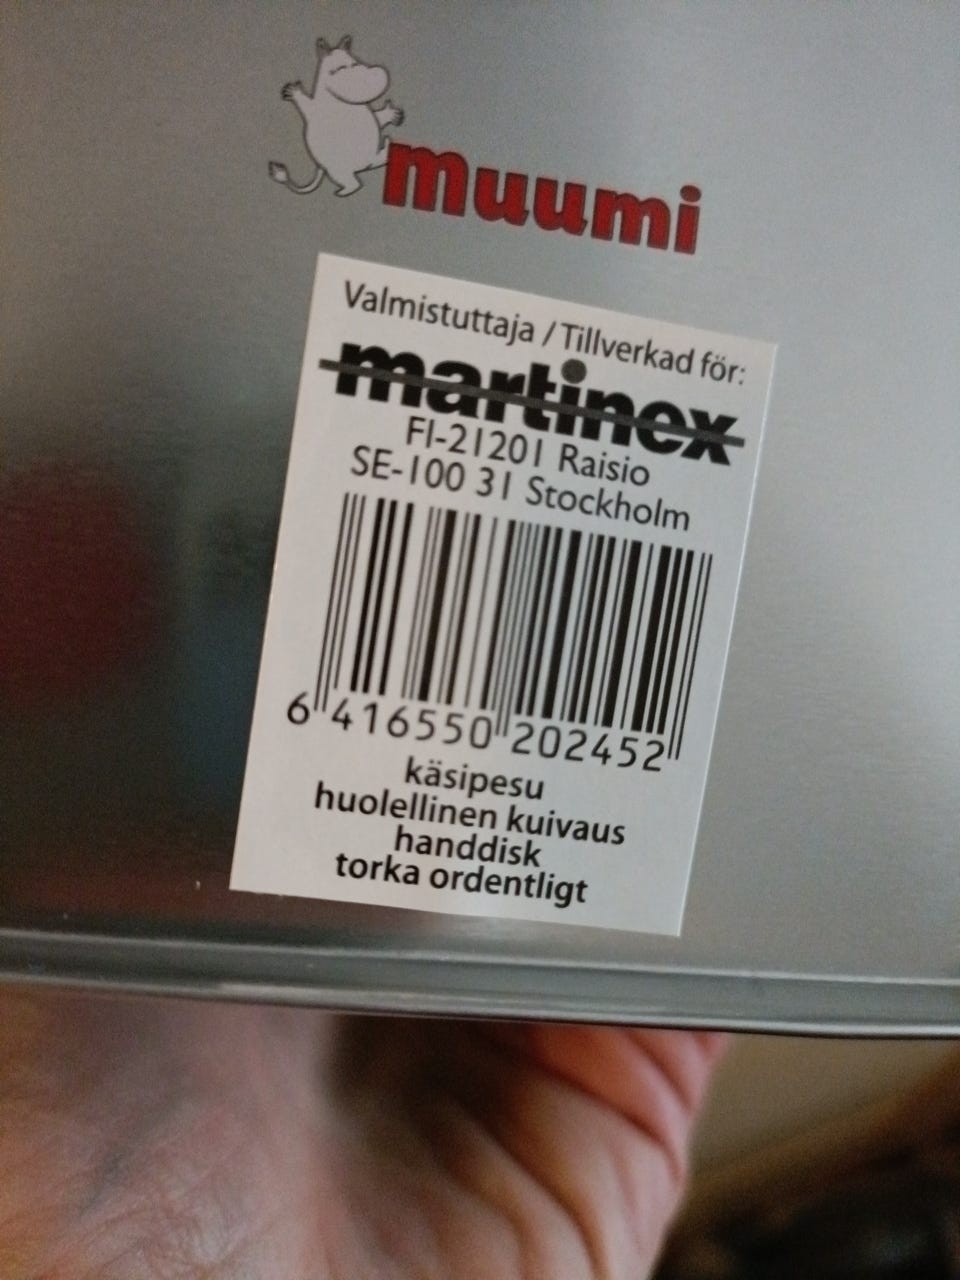 muumi
Valmistuttaja / Tillverkad för:
martinex
FI-21201 Raisio
SE-100 31 Stockholm
6 416550 202452
käsipesu
huolellinen kuivaus
handdisk
torka ordentligt